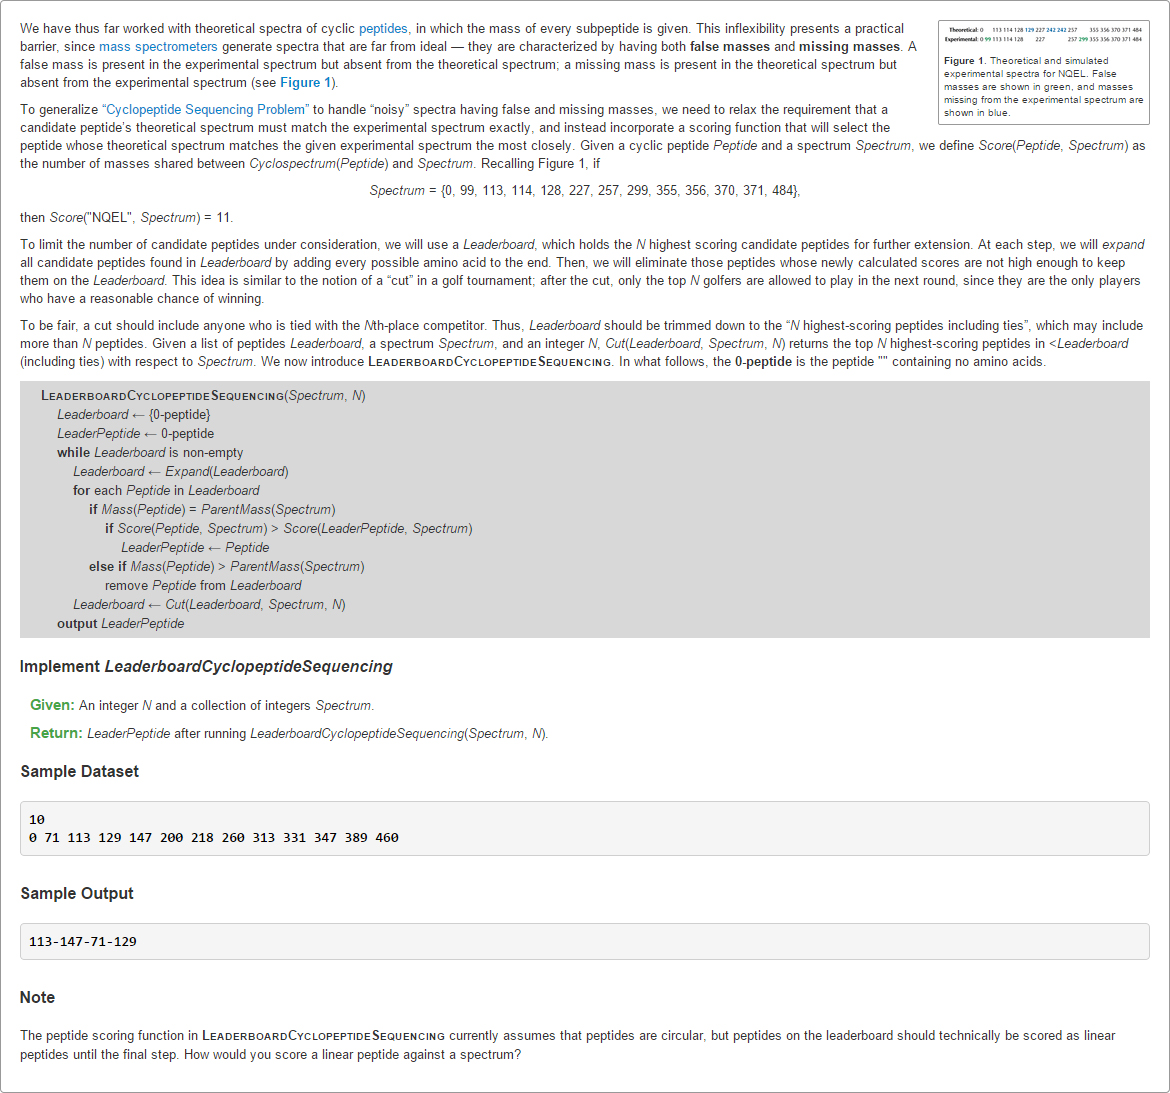 We have thus far worked with theoretical spectra of cyclic peptides, in which the mass of every subpeptide is given. This inflexibility presents a practical
barrier, since mass spectrometers generate spectra that are far from ideal — they are characterized by having both false masses and missing masses. A
false mass is present in the experimental spectrum but absent from the theoretical spectrum; a missing mass is present in the theoretical spectrum but
absent from the experimental spectrum (see Figure 1).
Theoretical: 0 113 114 128 129 227 242 242 257 355 356 370 371 484
Experimental: 0 99 113 114 128 227 257 299 355 356 370 371 484
Figure 1. Theoretical and simulated
experimental spectra for NQEL. False
masses are shown in green, and masses
missing from the experimental spectrum are
shown in blue.
To generalize “Cyclopeptide Sequencing Problem” to handle “noisy” spectra having false and missing masses, we need to relax the requirement that a
candidate peptide’s theoretical spectrum must match the experimental spectrum exactly, and instead incorporate a scoring function that will select the
peptide whose theoretical spectrum matches the given experimental spectrum the most closely. Given a cyclic peptide Peptide and a spectrum Spectrum, we define Score(Peptide, Spectrum) as
the number of masses shared between Cyclospectrum(Peptide) and Spectrum. Recalling Figure 1, if
Spectrum = {0, 99, 113, 114, 128, 227, 257, 299, 355, 356, 370, 371, 484},
then Score("NQEL", Spectrum) = 11.
To limit the number of candidate peptides under consideration, we will use a Leaderboard, which holds the N highest scoring candidate peptides for further extension. At each step, we will expand
all candidate peptides found in Leaderboard by adding every possible amino acid to the end. Then, we will eliminate those peptides whose newly calculated scores are not high enough to keep
them on the Leaderboard. This idea is similar to the notion of a “cut” in a golf tournament; after the cut, only the top N golfers are allowed to play in the next round, since they are the only players
who have a reasonable chance of winning.
To be fair, a cut should include anyone who is tied with the Nth-place competitor. Thus, Leaderboard should be trimmed down to the “N highest-scoring peptides including ties”, which may include
more than N peptides. Given a list of peptides Leaderboard, a spectrum Spectrum, and an integer N, Cut(Leaderboard, Spectrum, N) returns the top N highest-scoring peptides in <Leaderboard
(including ties) with respect to Spectrum. We now introduce LEADERBOARDCYCLOPEPTIDESEQUENCING. In what follows, the 0-peptide is the peptide "" containing no amino acids.
LEADERBOARDCYCLOPEPTIDESEQUENCING(Spectrum, N)
Leaderboard ← {0-peptide}
LeaderPeptide ← 0-peptide
while Leaderboard is non-empty
Leaderboard ← Expand(Leaderboard)
for each Peptide in Leaderboard
if Mass(Peptide) = ParentMass(Spectrum)
if Score(Peptide, Spectrum) > Score(LeaderPeptide, Spectrum)
LeaderPeptide ← Peptide
else if Mass(Peptide) > ParentMass(Spectrum)
remove Peptide from Leaderboard
Leaderboard ← Cut(Leaderboard, Spectrum, N)
output LeaderPeptide
Implement LeaderboardCyclopeptideSequencing
Given: An integer N and a collection of integers Spectrum.
Return: LeaderPeptide after running LeaderboardCyclopeptideSequencing(Spectrum, N).
Sample Dataset
10
0 71 113 129 147 200 218 260 313 331 347 389 460
Sample Output
113-147-71-129
Note
The peptide scoring function in LEADERBOARDCYCLOPEPTIDESEQUENCING currently assumes that peptides are circular, but peptides on the leaderboard should technically be scored as linear
peptides until the final step. How would you score a linear peptide against a spectrum?